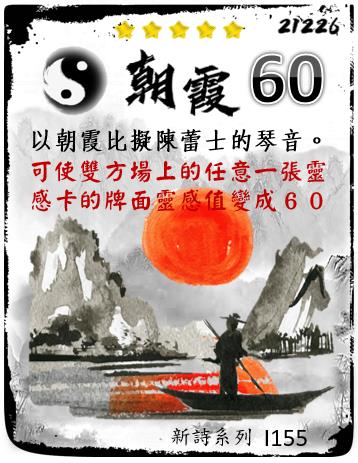 21226
朝霞 60
以朝霞比擬陳蕾士的琴音。
可使雙方場上的任意一張靈
感卡的牌面靈感值變成６０
新詩系列 I155